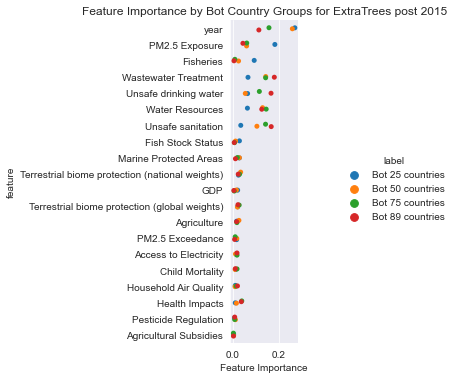 Feature Importance by Bot Country Groups for ExtraTrees post 2015
feature
year
PM2.5 Exposure
Fisheries
Wastewater Treatment
Unsafe drinking water
Water Resources
Unsafe sanitation
Fish Stock Status
Marine Protected Areas
Terrestrial biome protection (national weights)
GDP
Terrestrial biome protection (global weights)
Agriculture
PM2.5 Exceedance
Access to Electricity
Child Mortality
Household Air Quality
Health Impacts
Pesticide Regulation
Agricultural Subsidies
0.0 0.2
Feature Importance
label
Bot 25 countries
Bot 50 countries
Bot 75 countries
Bot 89 countries